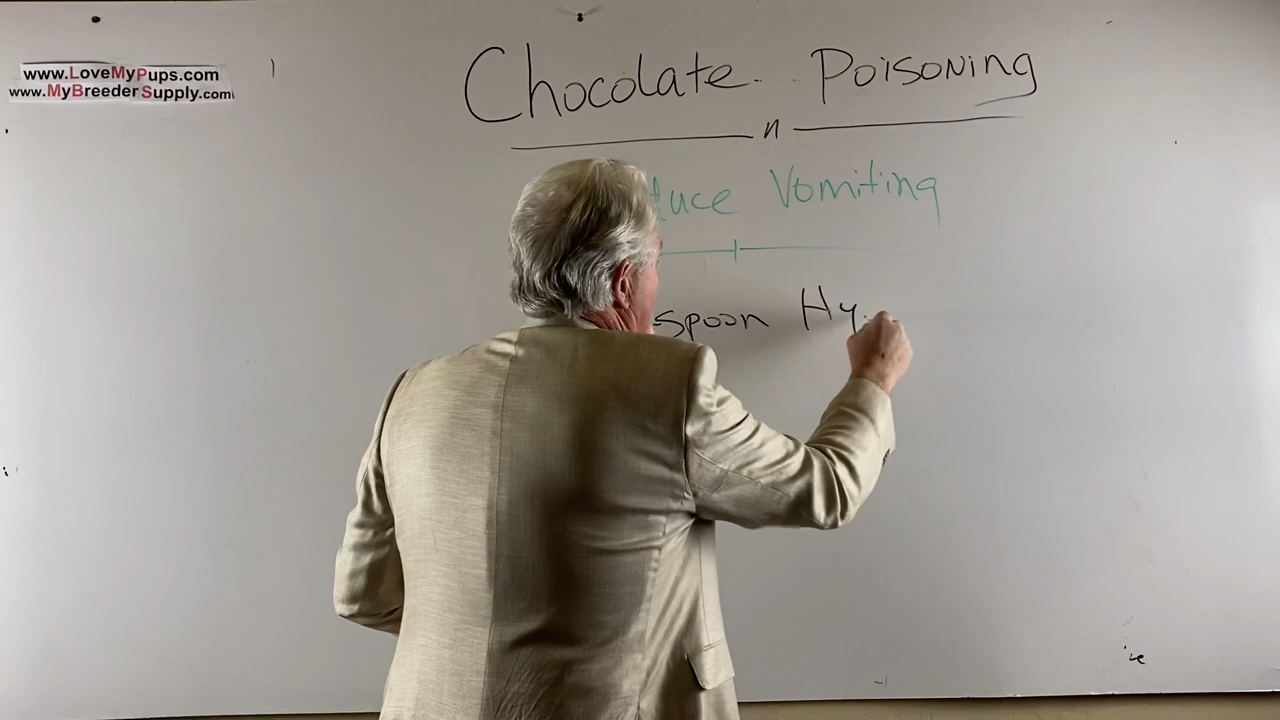 www.LoveMyPups.com
www.MyBreederSupply.com
Chocolate Poisoning
n
duce Vomiting
spoon Hy